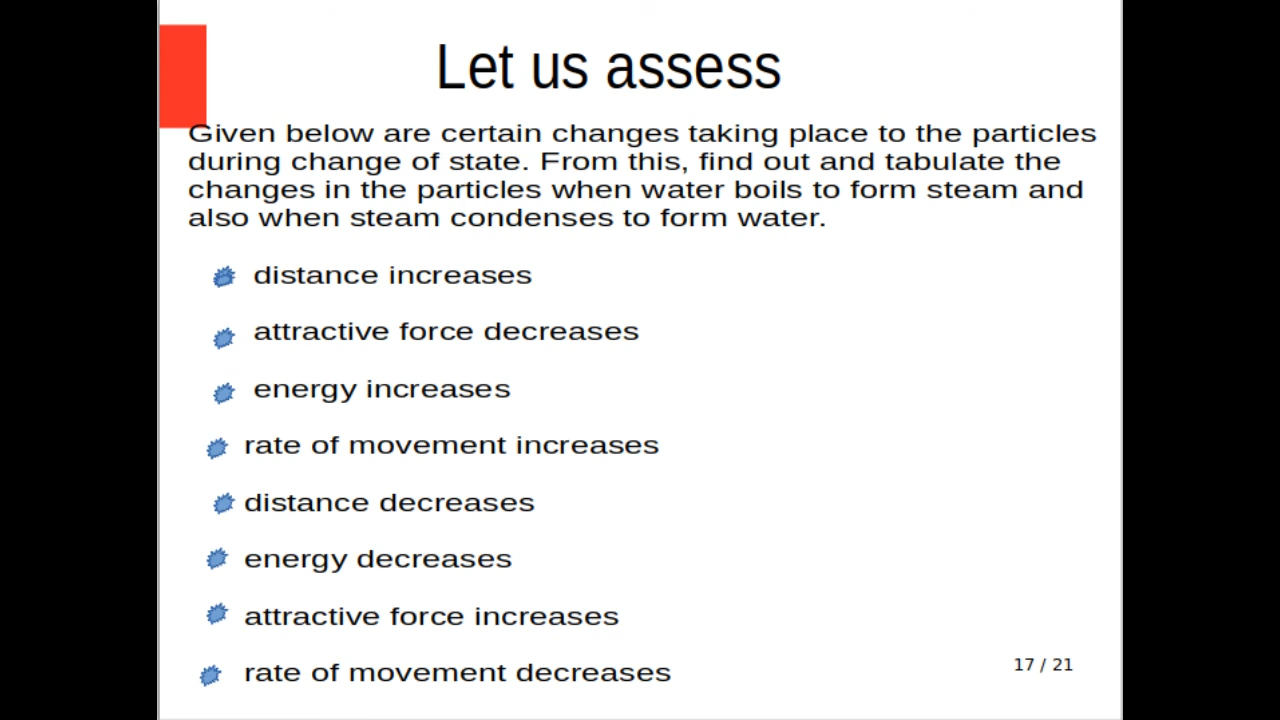 Let us assess
Given below are certain changes taking place to the particles
during change of state. From this, find out and tabulate the
changes in the particles when water boils to form steam and
also when steam condenses to form water.
distance increases
attractive force decreases
energy increases
rate of movement increases
distance decreases
energy decreases
attractive force increases
rate of movement decreases
17 / 21